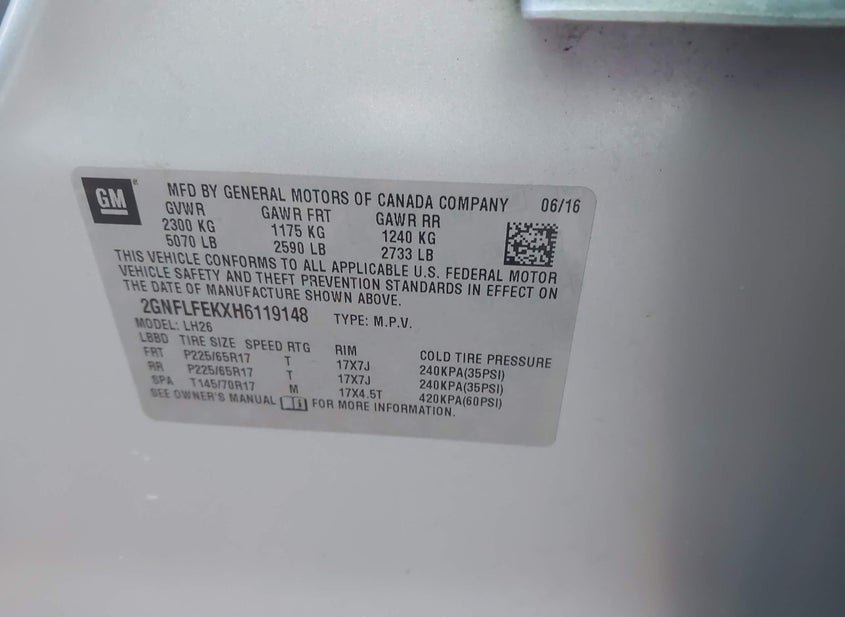 GM
MFD BY GENERAL MOTORS OF CANADA COMPANY 06/16
GVWR GAWR FRT GAWR RR
2300 KG 1175 KG 1240 KG
5070 LB 2590 LB 2733 LB
THIS VEHICLE CONFORMS TO ALL APPLICABLE U.S. FEDERAL MOTOR
VEHICLE SAFETY AND THEFT PREVENTION STANDARDS IN EFFECT ON
THE DATE OF MANUFACTURE SHOWN ABOVE.
2GNFLFEKXH6119148 TYPE: M.P.V.
MODEL: LH26
LBBD TIRE SIZE SPEED RTG RIM COLD TIRE PRESSURE
FRT P225/65R17 T 17X7J 240KPA(35PSI)
RR P225/65R17 T 17X7J 240KPA(35PSI)
SPA T145/70R17 M 17X4.5T 420KPA(60PSI)
SEE OWNER'S MANUAL FOR MORE INFORMATION.